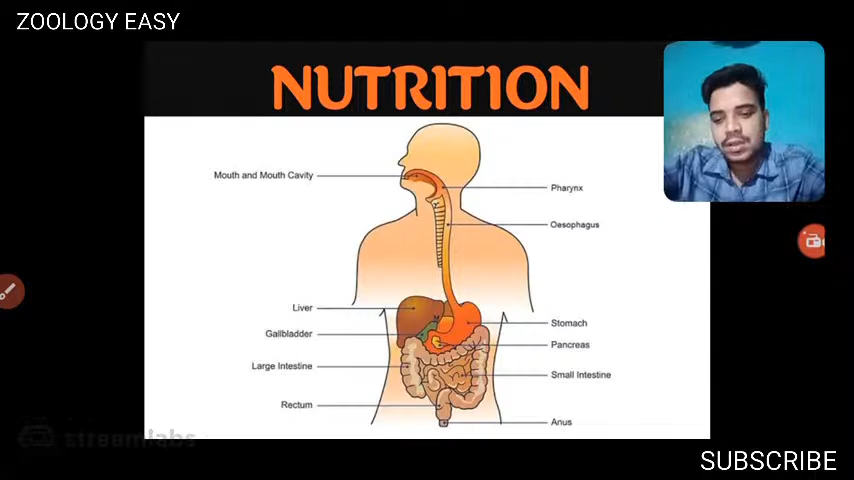 ZOOLOGY EASY
NUTRITION
Mouth and Mouth Cavity
Pharynx
Oesophagus
Liver
Gallbladder
Large Intestine
Rectum
Stomach
Pancreas
Small Intestine
Anus
streamlabs
SUBSCRIBE